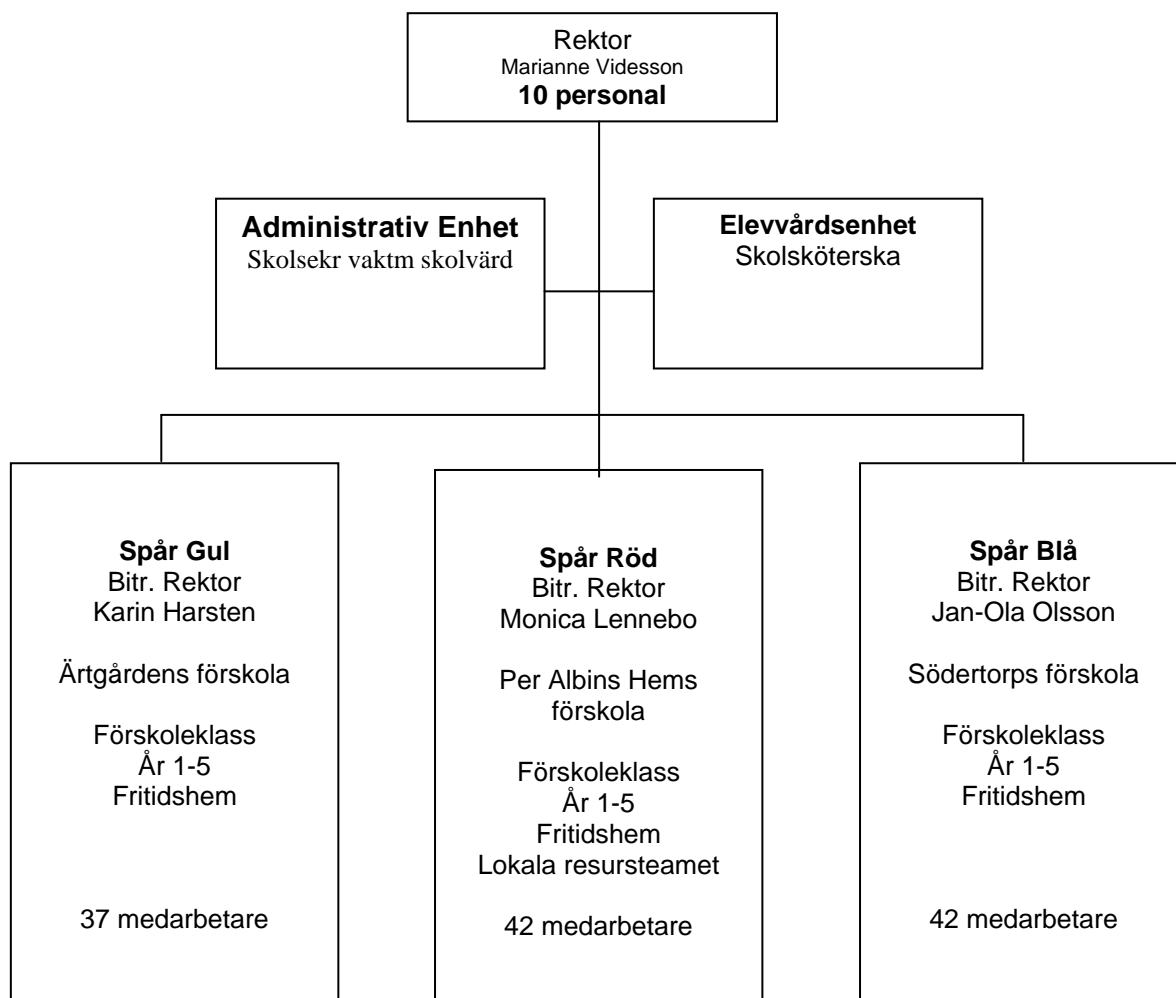 Rektor
Marianne Videsson
10 personal
Administrativ Enhet
Skolsekr vaktm skolvärd
Elevvårdsenhet
Skolsköterska
Spår Gul
Bitr. Rektor
Karin Harsten
Ärtgårdens förskola
Förskoleklass
År 1-5
Fritidshem
37 medarbetare
Spår Röd
Bitr. Rektor
Monica Lennebo
Per Albins Hems
förskola
Förskoleklass
År 1-5
Fritidshem
Lokala resursteamet
42 medarbetare
Spår Blå
Bitr. Rektor
Jan-Ola Olsson
Södertorps förskola
Förskoleklass
År 1-5
Fritidshem
42 medarbetare